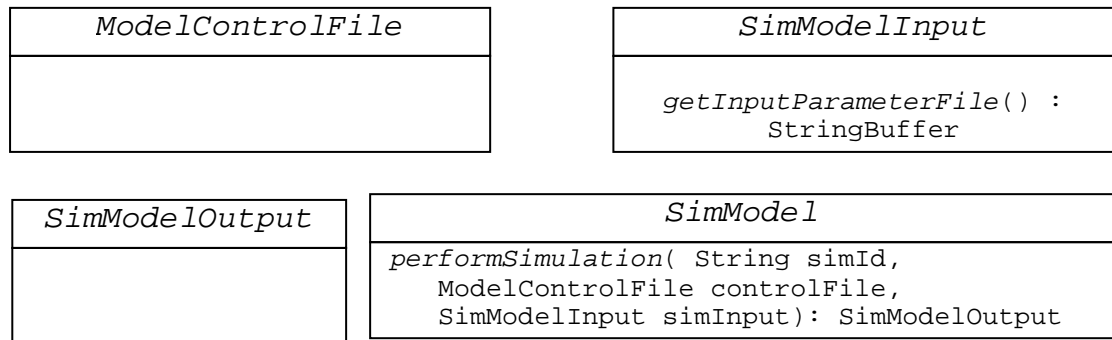 ModelControlFile
SimModelInput
getInputParameterFile() :
StringBuffer
SimModelOutput
SimModel
performSimulation( String simId,
ModelControlFile controlFile,
SimModelInput simInput): SimModelOutput